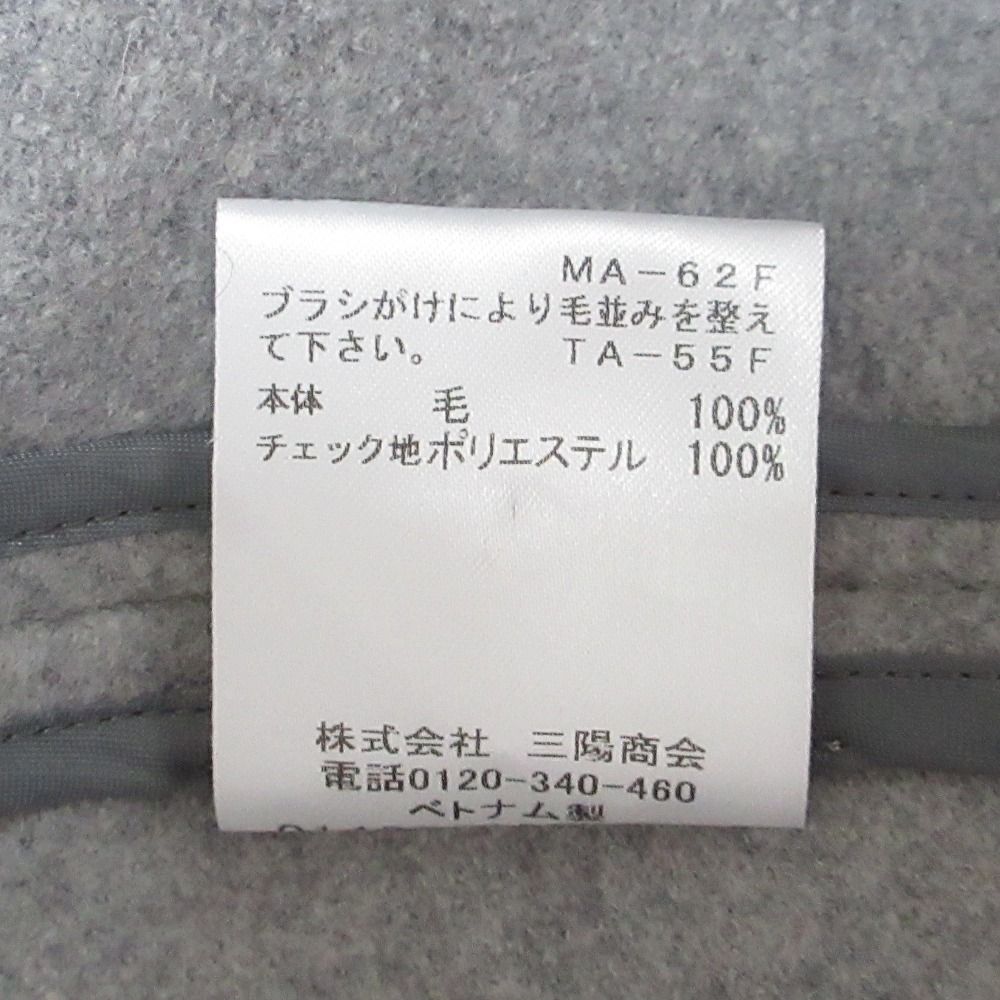 MA-62F
ブラシがけにより毛並みを整え
て下さい。 TA-55F
本体 毛 100%
チェック地ポリエステル 100%
株式会社 三陽商会
電話0120-340-460
ベトナム製